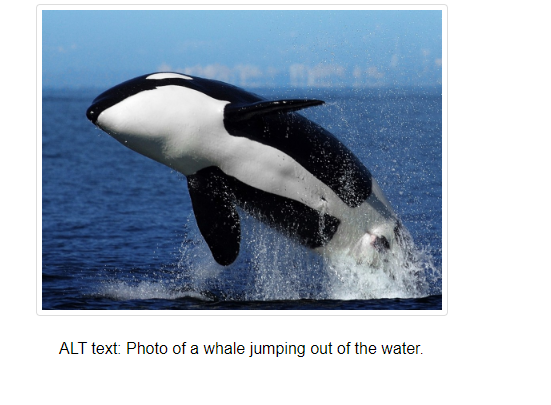 ALT text: Photo of a whale jumping out of the water.